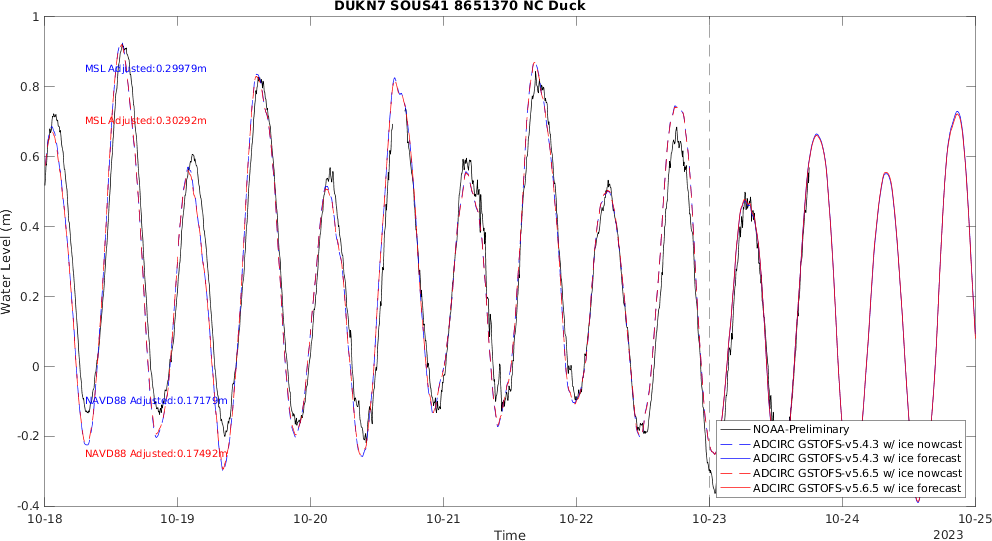 DUKN7 SOUS41 8651370 NC Duck
1
0.8
0.6
0.4
0.2
0
-0.2
-0.4
Water Level (m)
MSL Adjusted:0.29979m
MSL Adjusted:0.30292m
NAVD88 Adjusted:0.17179m
NAVD88 Adjusted:0.17492m
NOAA-Preliminary
ADCIRC GSTOFS-v5.4.3 w/ ice nowcast
ADCIRC GSTOFS-v5.4.3 w/ ice forecast
ADCIRC GSTOFS-v5.6.5 w/ ice nowcast
ADCIRC GSTOFS-v5.6.5 w/ ice forecast
10-18 10-19 10-20 10-21 10-22 10-23 10-24 10-25
Time
2023